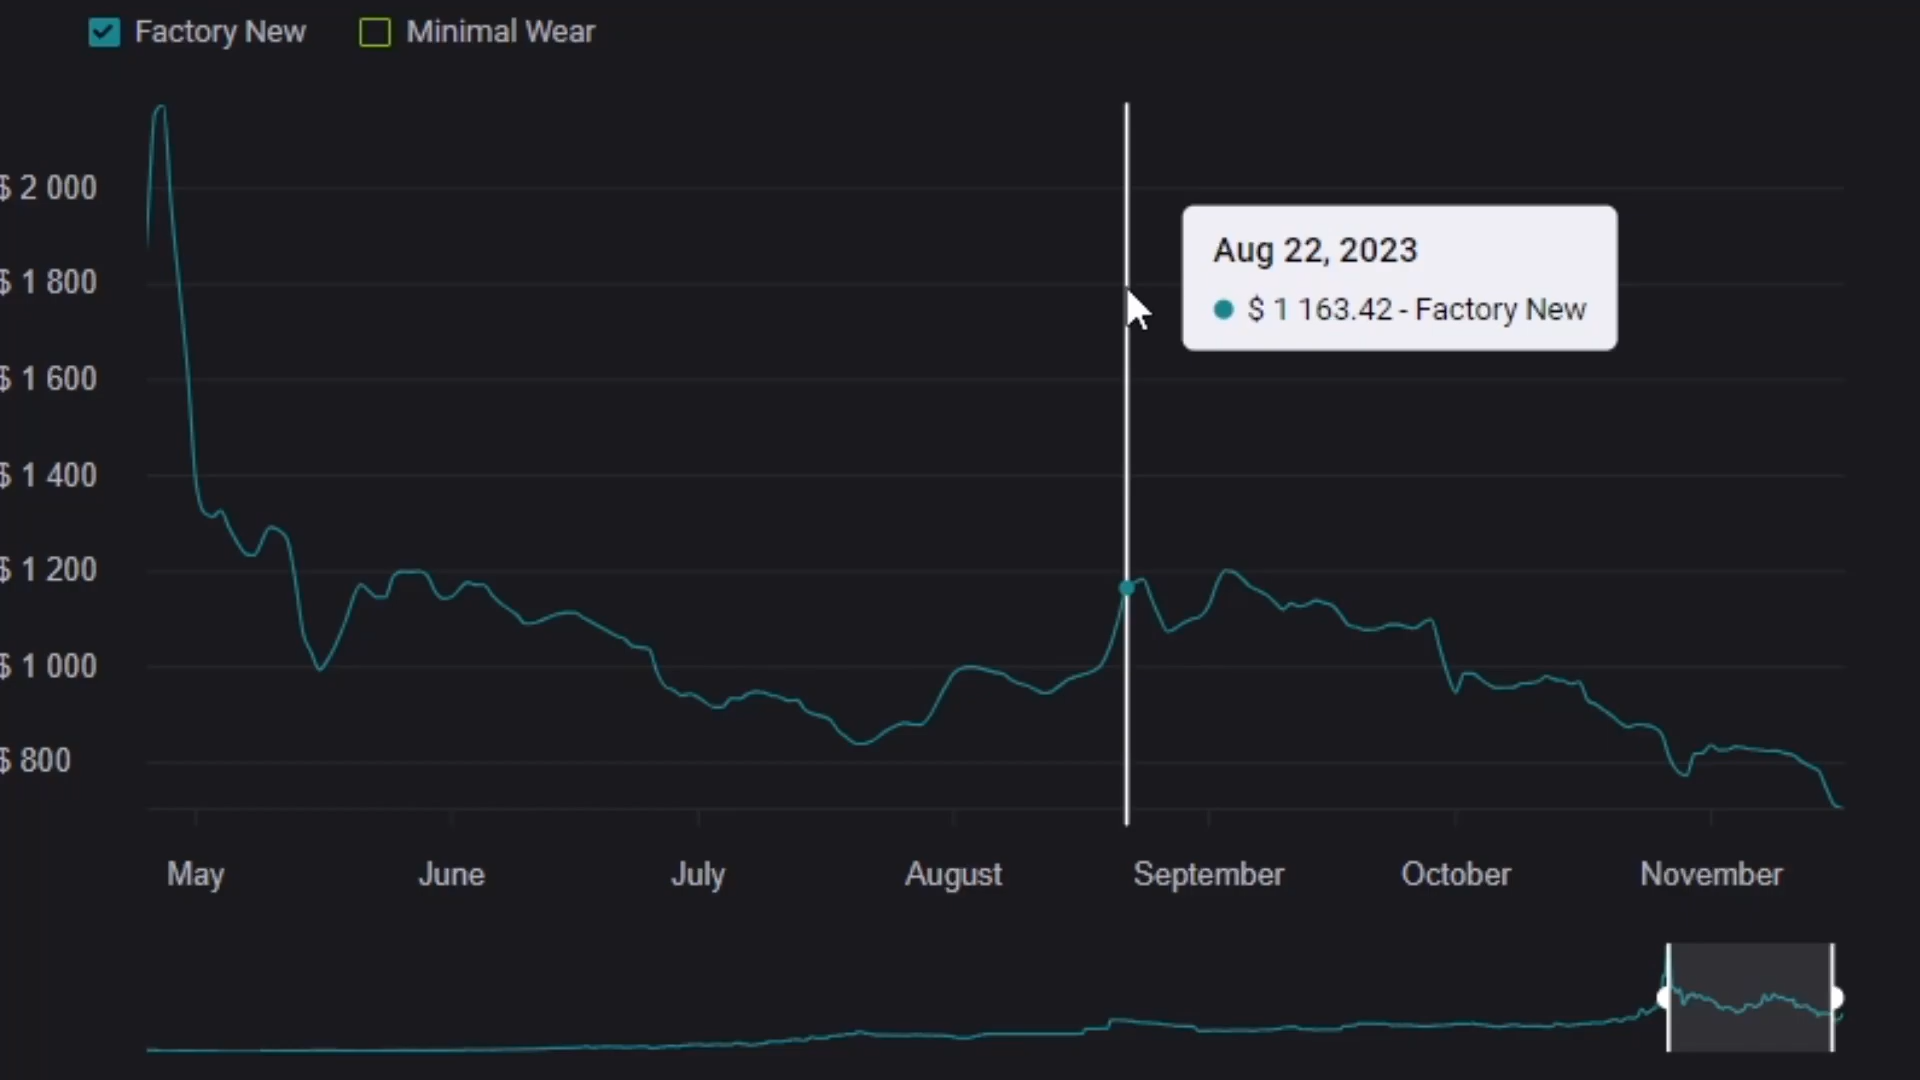 Factory New Minimal Wear
$ 2 000
$ 1 800
$ 1 600
$ 1 400
$ 1 200
$ 1 000
$ 800
Aug 22, 2023
$ 1 163.42 - Factory New
May June July August September October November